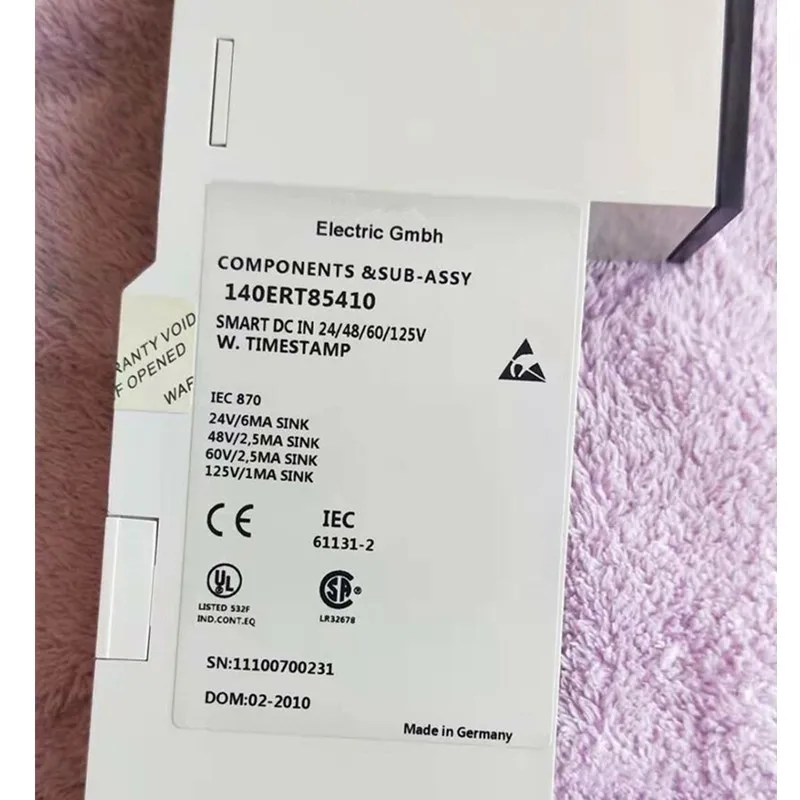 Electric Gmbh
COMPONENTS &SUB-ASSY
140ERT85410
SMART DC IN 24/48/60/125V
W. TIMESTAMP
RANTY VOID
F OPENED
WAR
IEC 870
24V/6MA SINK
48V/2,5MA SINK
60V/2,5MA SINK
125V/1MA SINK
CE
IEC
61131-2
UL
LISTED 532F
IND.CONT.EQ
SA®
LR32678
SN:11100700231
DOM:02-2010
Made in Germany